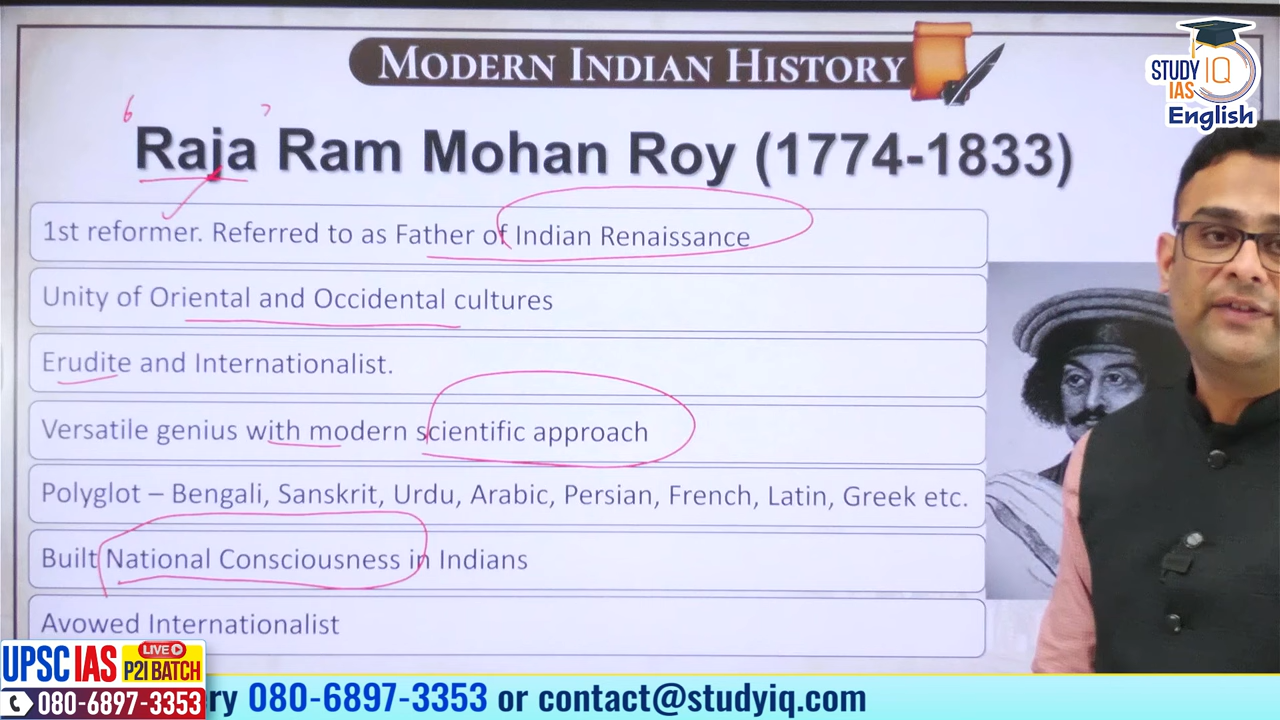 MODERN INDIAN HISTORY
STUDY IQ
IAS
English
Raja Ram Mohan Roy (1774-1833)
1st reformer. Referred to as Father of Indian Renaissance
Unity of Oriental and Occidental cultures
Erudite and Internationalist.
Versatile genius with modern scientific approach
Polyglot – Bengali, Sanskrit, Urdu, Arabic, Persian, French, Latin, Greek etc.
Built National Consciousness in Indians
Avowed Internationalist
UPSC IAS LIVE P2I BATCH
080-6897-3353
080-6897-3353 or contact@studyiq.com